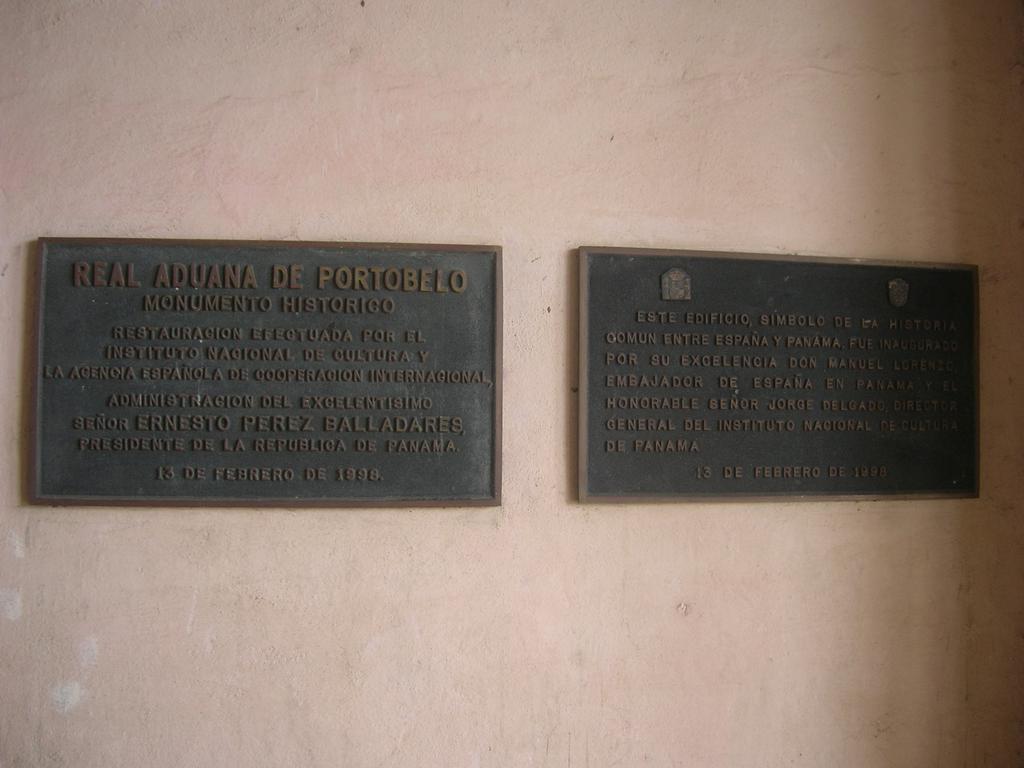 REAL ADUANA DE PORTOBELO
MONUMENTO HISTORICO
RESTAURACION EFECTUADA POR EL
INSTITUTO NACIONAL DE CULTURA Y
LA AGENCIA ESPAÑOLA DE COOPERACION INTERNACIONAL,
ADMINISTRACION DEL EXCELENTISIMO
SEÑOR ERNESTO PEREZ BALLADARES,
PRESIDENTE DE LA REPUBLICA DE PANAMA.
13 DE FEBRERO DE 1998.
ESTE EDIFICIO, SIMBOLO DE LA HISTORIA
COMUN ENTRE ESPAÑA Y PANAMA, FUE INAUGURADO
POR SU EXCELENCIA DON MANUEL LORENZO,
EMBAJADOR DE ESPAÑA EN PANAMA Y EL
HONORABLE SEÑOR JORGE DELGADO, DIRECTOR
GENERAL DEL INSTITUTO NACIONAL DE CULTURA
DE PANAMA
13 DE FEBRERO DE 1998